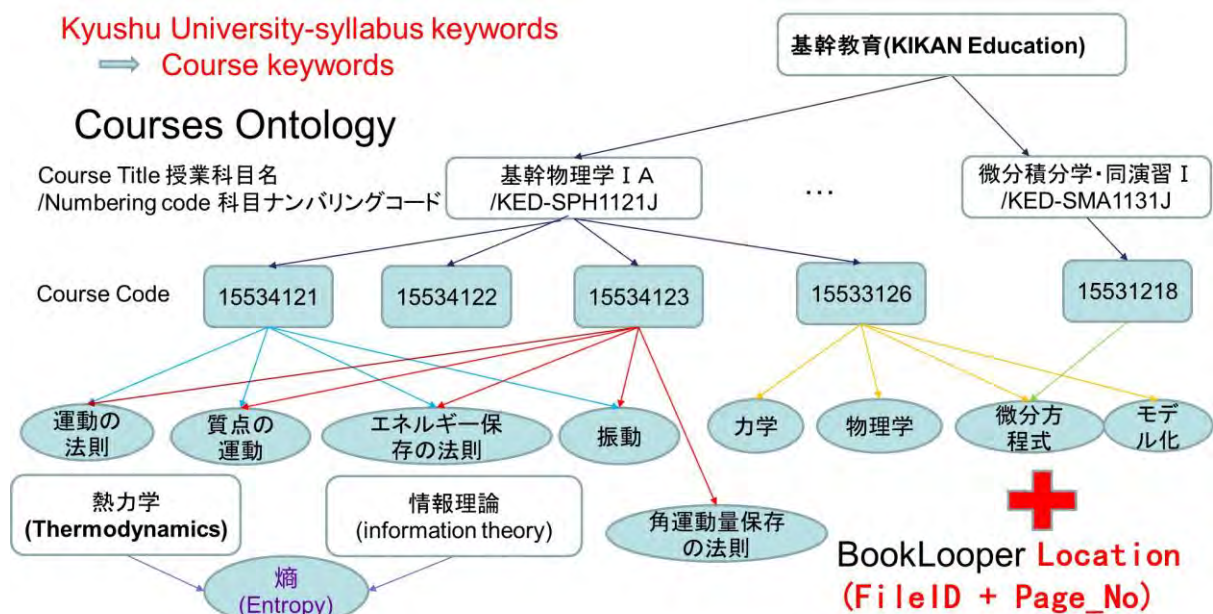 Kyushu University-syllabus keywords
Course keywords
基幹教育(KIKAN Education)
Courses Ontology
Course Title 授業科目名
/Numbering code 科目ナンバリングコード
基幹物理学ⅠA
/KED-SPH1121J
…
微分積分学・同演習Ⅰ
/KED-SMA1131J
Course Code
15534121
15534122
15534123
15533126
15531218
運動の
法則
質点の
運動
エネルギー保
存の法則
振動
力学
物理学
微分方
程式
モデ
ル化
熱力学
(Thermodynamics)
情報理論
(information theory)
角運動量保存
の法則
熵
(Entropy)
BookLooper Location
(FileID + Page_No)